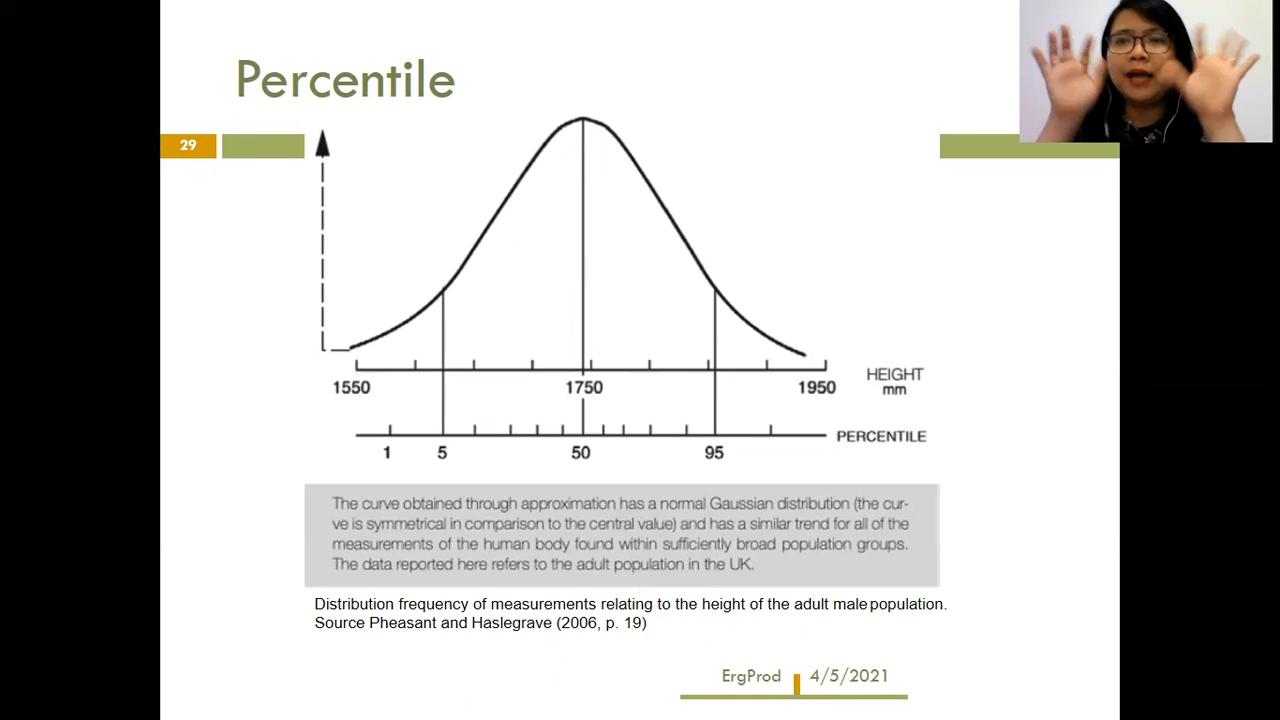 Percentile
29
1550 1750 1950
HEIGHT
mm
PERCENTILE
1 5 50 95
The curve obtained through approximation has a normal Gaussian distribution (the cur-
ve is symmetrical in comparison to the central value) and has a similar trend for all of the
measurements of the human body found within sufficiently broad population groups.
The data reported here refers to the adult population in the UK.
Distribution frequency of measurements relating to the height of the adult male population.
Source Pheasant and Haslegrave (2006, p. 19)
ErgProd 4/5/2021